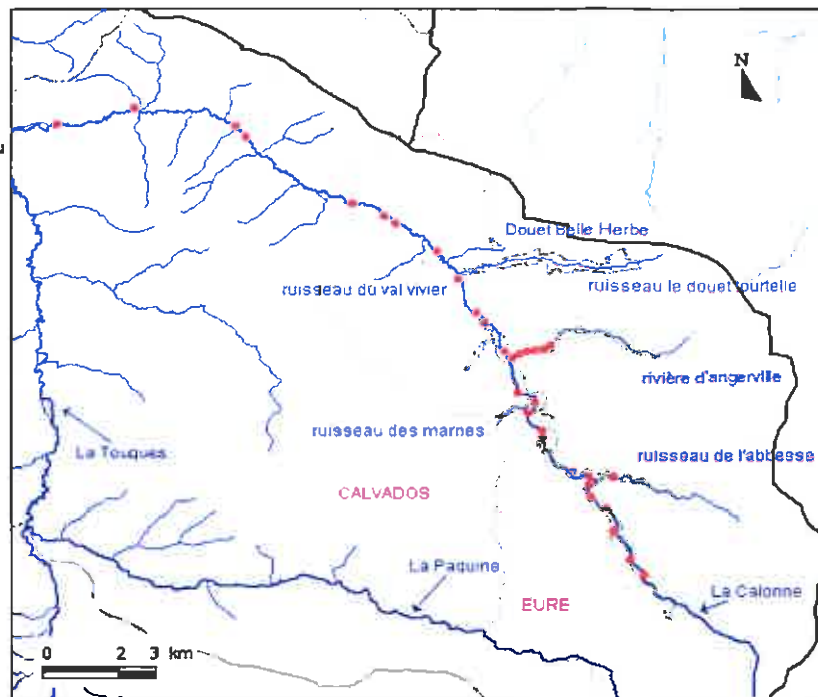 N
Douet Belle Herbe
ruisseau du val vivier
ruisseau le douet tourtelle
rivière d'angerville
ruisseau des marnes
ruisseau de l'abbesse
La Touques
CALVADOS
La Paquine
La Calonne
EURE
0 2 3 km